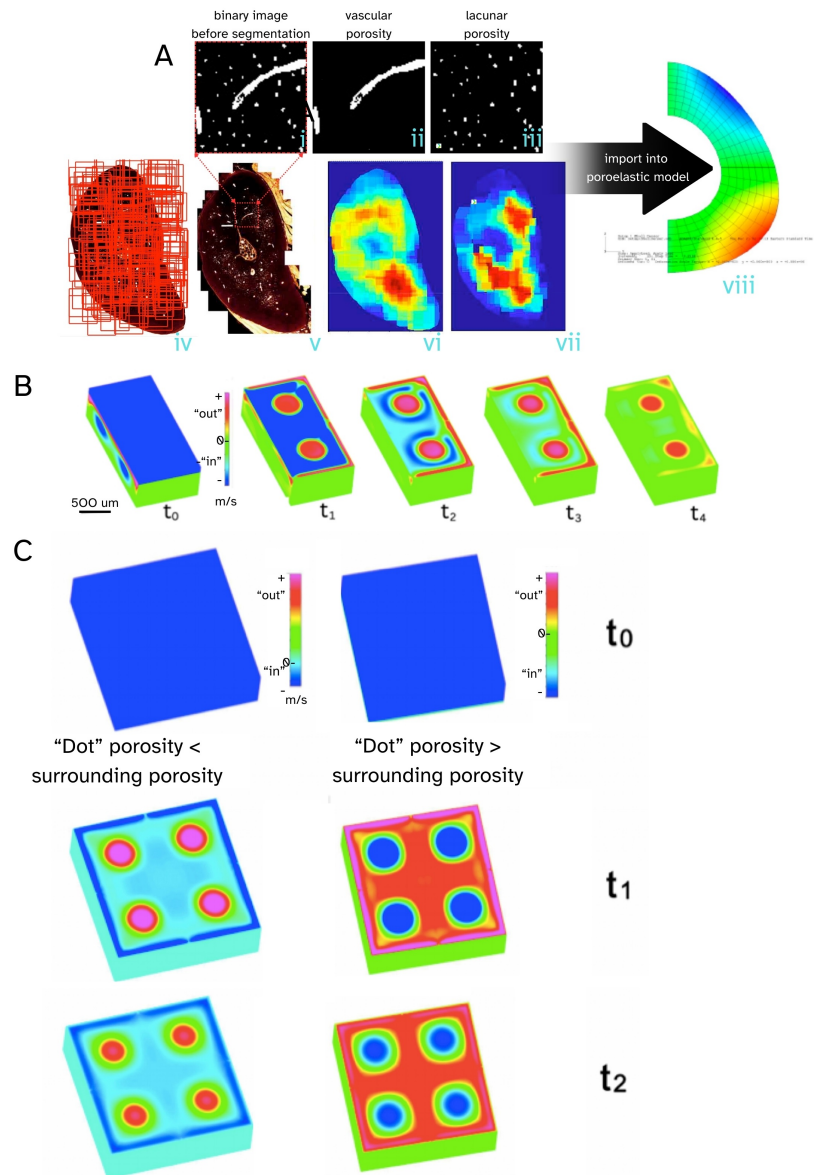 binary image
before segmentation
vascular
porosity
lacunar
porosity
A
i
ii
iii
import into
poroelastic model
iv
v
vi
vii
viii
B
+
"out"
0-
"in"
-
m/s
500 um
t0
t1
t2
t3
t4
C
+
"out"
"in"
0-
-
m/s
+
"out"
0-
"in"
-
t0
"Dot" porosity <
surrounding porosity
"Dot" porosity >
surrounding porosity
t1
t2